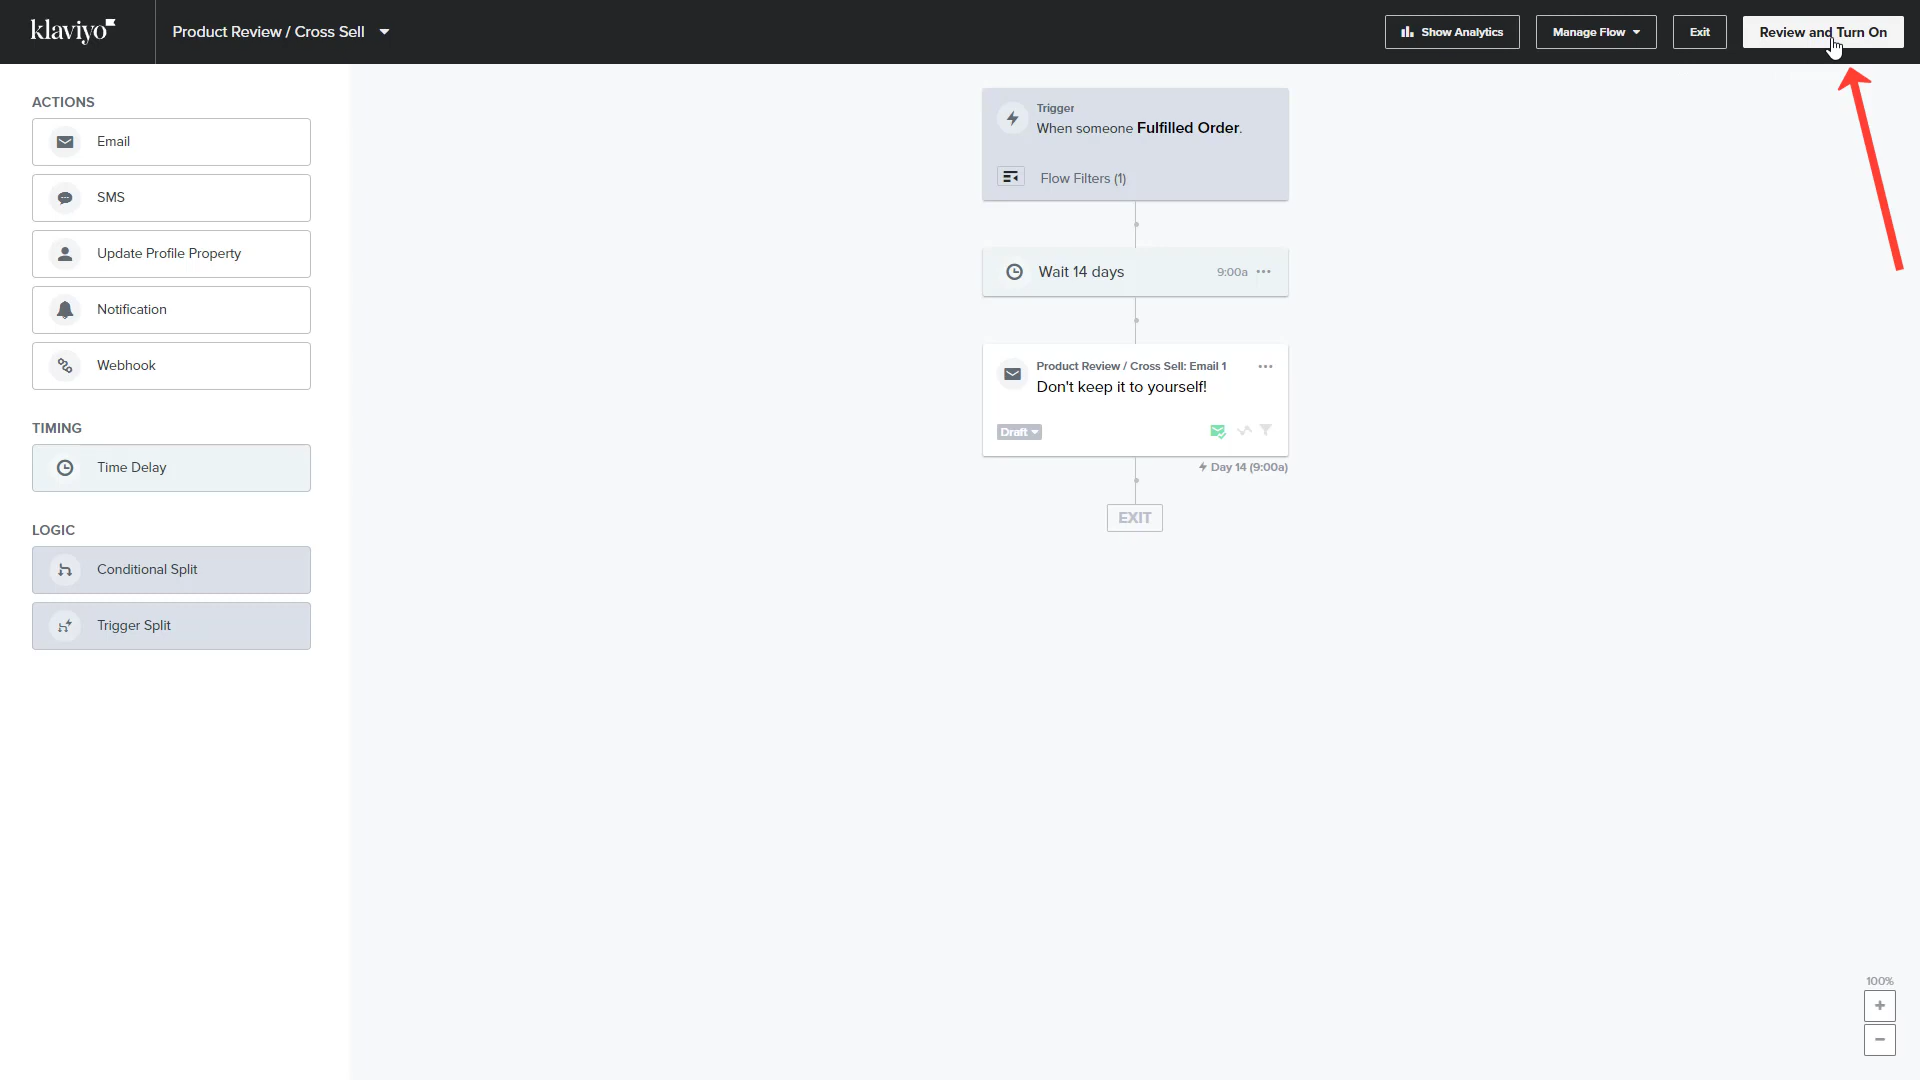 klaviyo
Product Review / Cross Sell
Show Analytics
Manage Flow
Exit
Review and Turn On
ACTIONS
Email
SMS
Update Profile Property
Notification
Webhook
TIMING
Time Delay
LOGIC
Conditional Split
Trigger Split
Trigger
When someone Fulfilled Order.
Flow Filters (1)
Wait 14 days
9:00a
Product Review / Cross Sell: Email 1
Don't keep it to yourself!
Draft
Day 14 (9:00a)
EXIT
100%